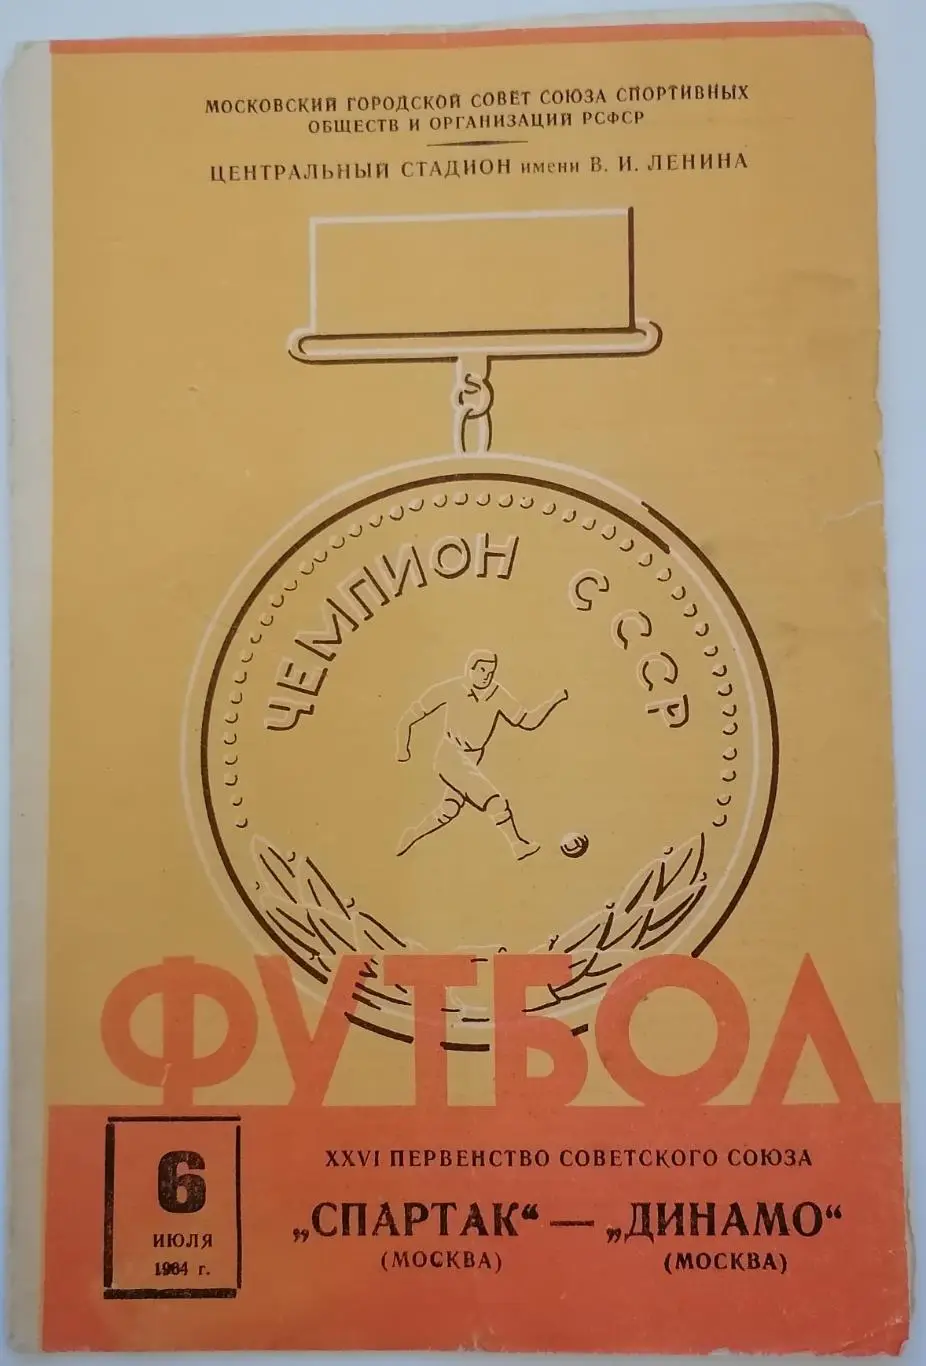 МОСКОВСКИЙ ГОРОДСКОЙ СОВЕТ СОЮЗА СПОРТИВНЫХ
ОБЩЕСТВ И ОРГАНИЗАЦИЙ РСФСР
ЦЕНТРАЛЬНЫЙ СТАДИОН имени В. И. ЛЕНИНА
ЧЕМПИОН СССР
ФУТБОЛ
6
ИЮЛЯ
1964 г.
XXVI ПЕРВЕНСТВО СОВЕТСКОГО СОЮЗА
„СПАРТАК“ — „ДИНАМО“
(МОСКВА) (МОСКВА)